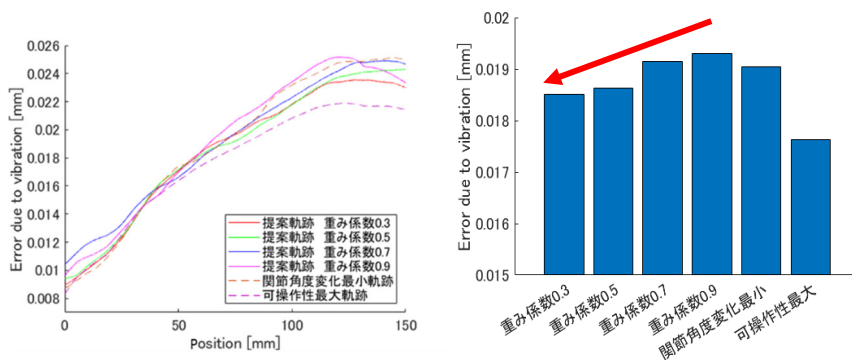 0.026
0.024
0.022
0.02
0.018
0.016
0.014
0.012
0.01
0.008
Error due to vibration [mm]
0
50
100
150
Position [mm]
提案軌跡 重み係数0.3
提案軌跡 重み係数0.5
提案軌跡 重み係数0.7
提案軌跡 重み係数0.9
関節角度変化最小軌跡
可操作性最大軌跡
0.02
0.019
0.018
0.017
0.016
0.015
Error due to vibration [mm]
重み係数0.3
重み係数0.5
重み係数0.7
重み係数0.9
関節角度変化最小
可操作性最大